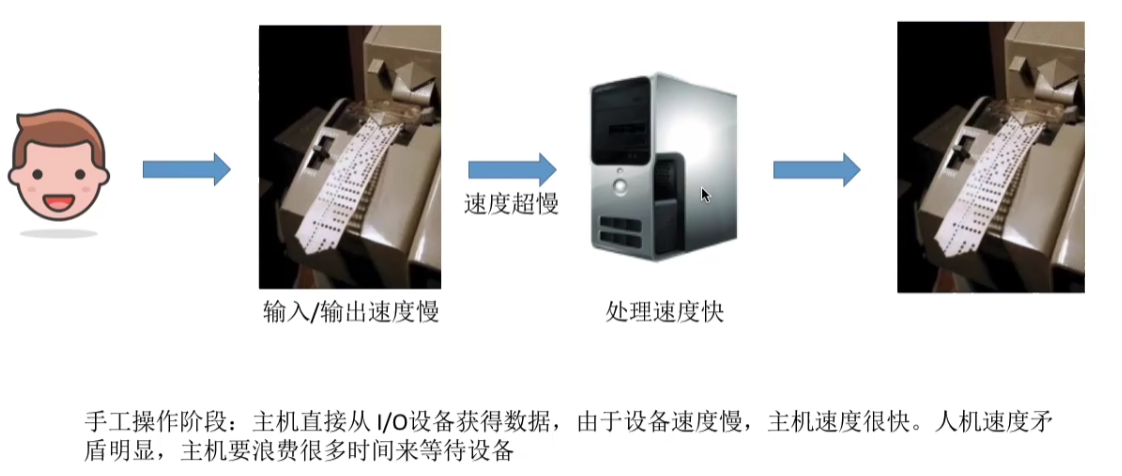 速度超慢
输入/输出速度慢
处理速度快
手工操作阶段：主机直接从 I/O设备获得数据，由于设备速度慢，主机速度很快。人机速度矛
盾明显，主机要浪费很多时间来等待设备